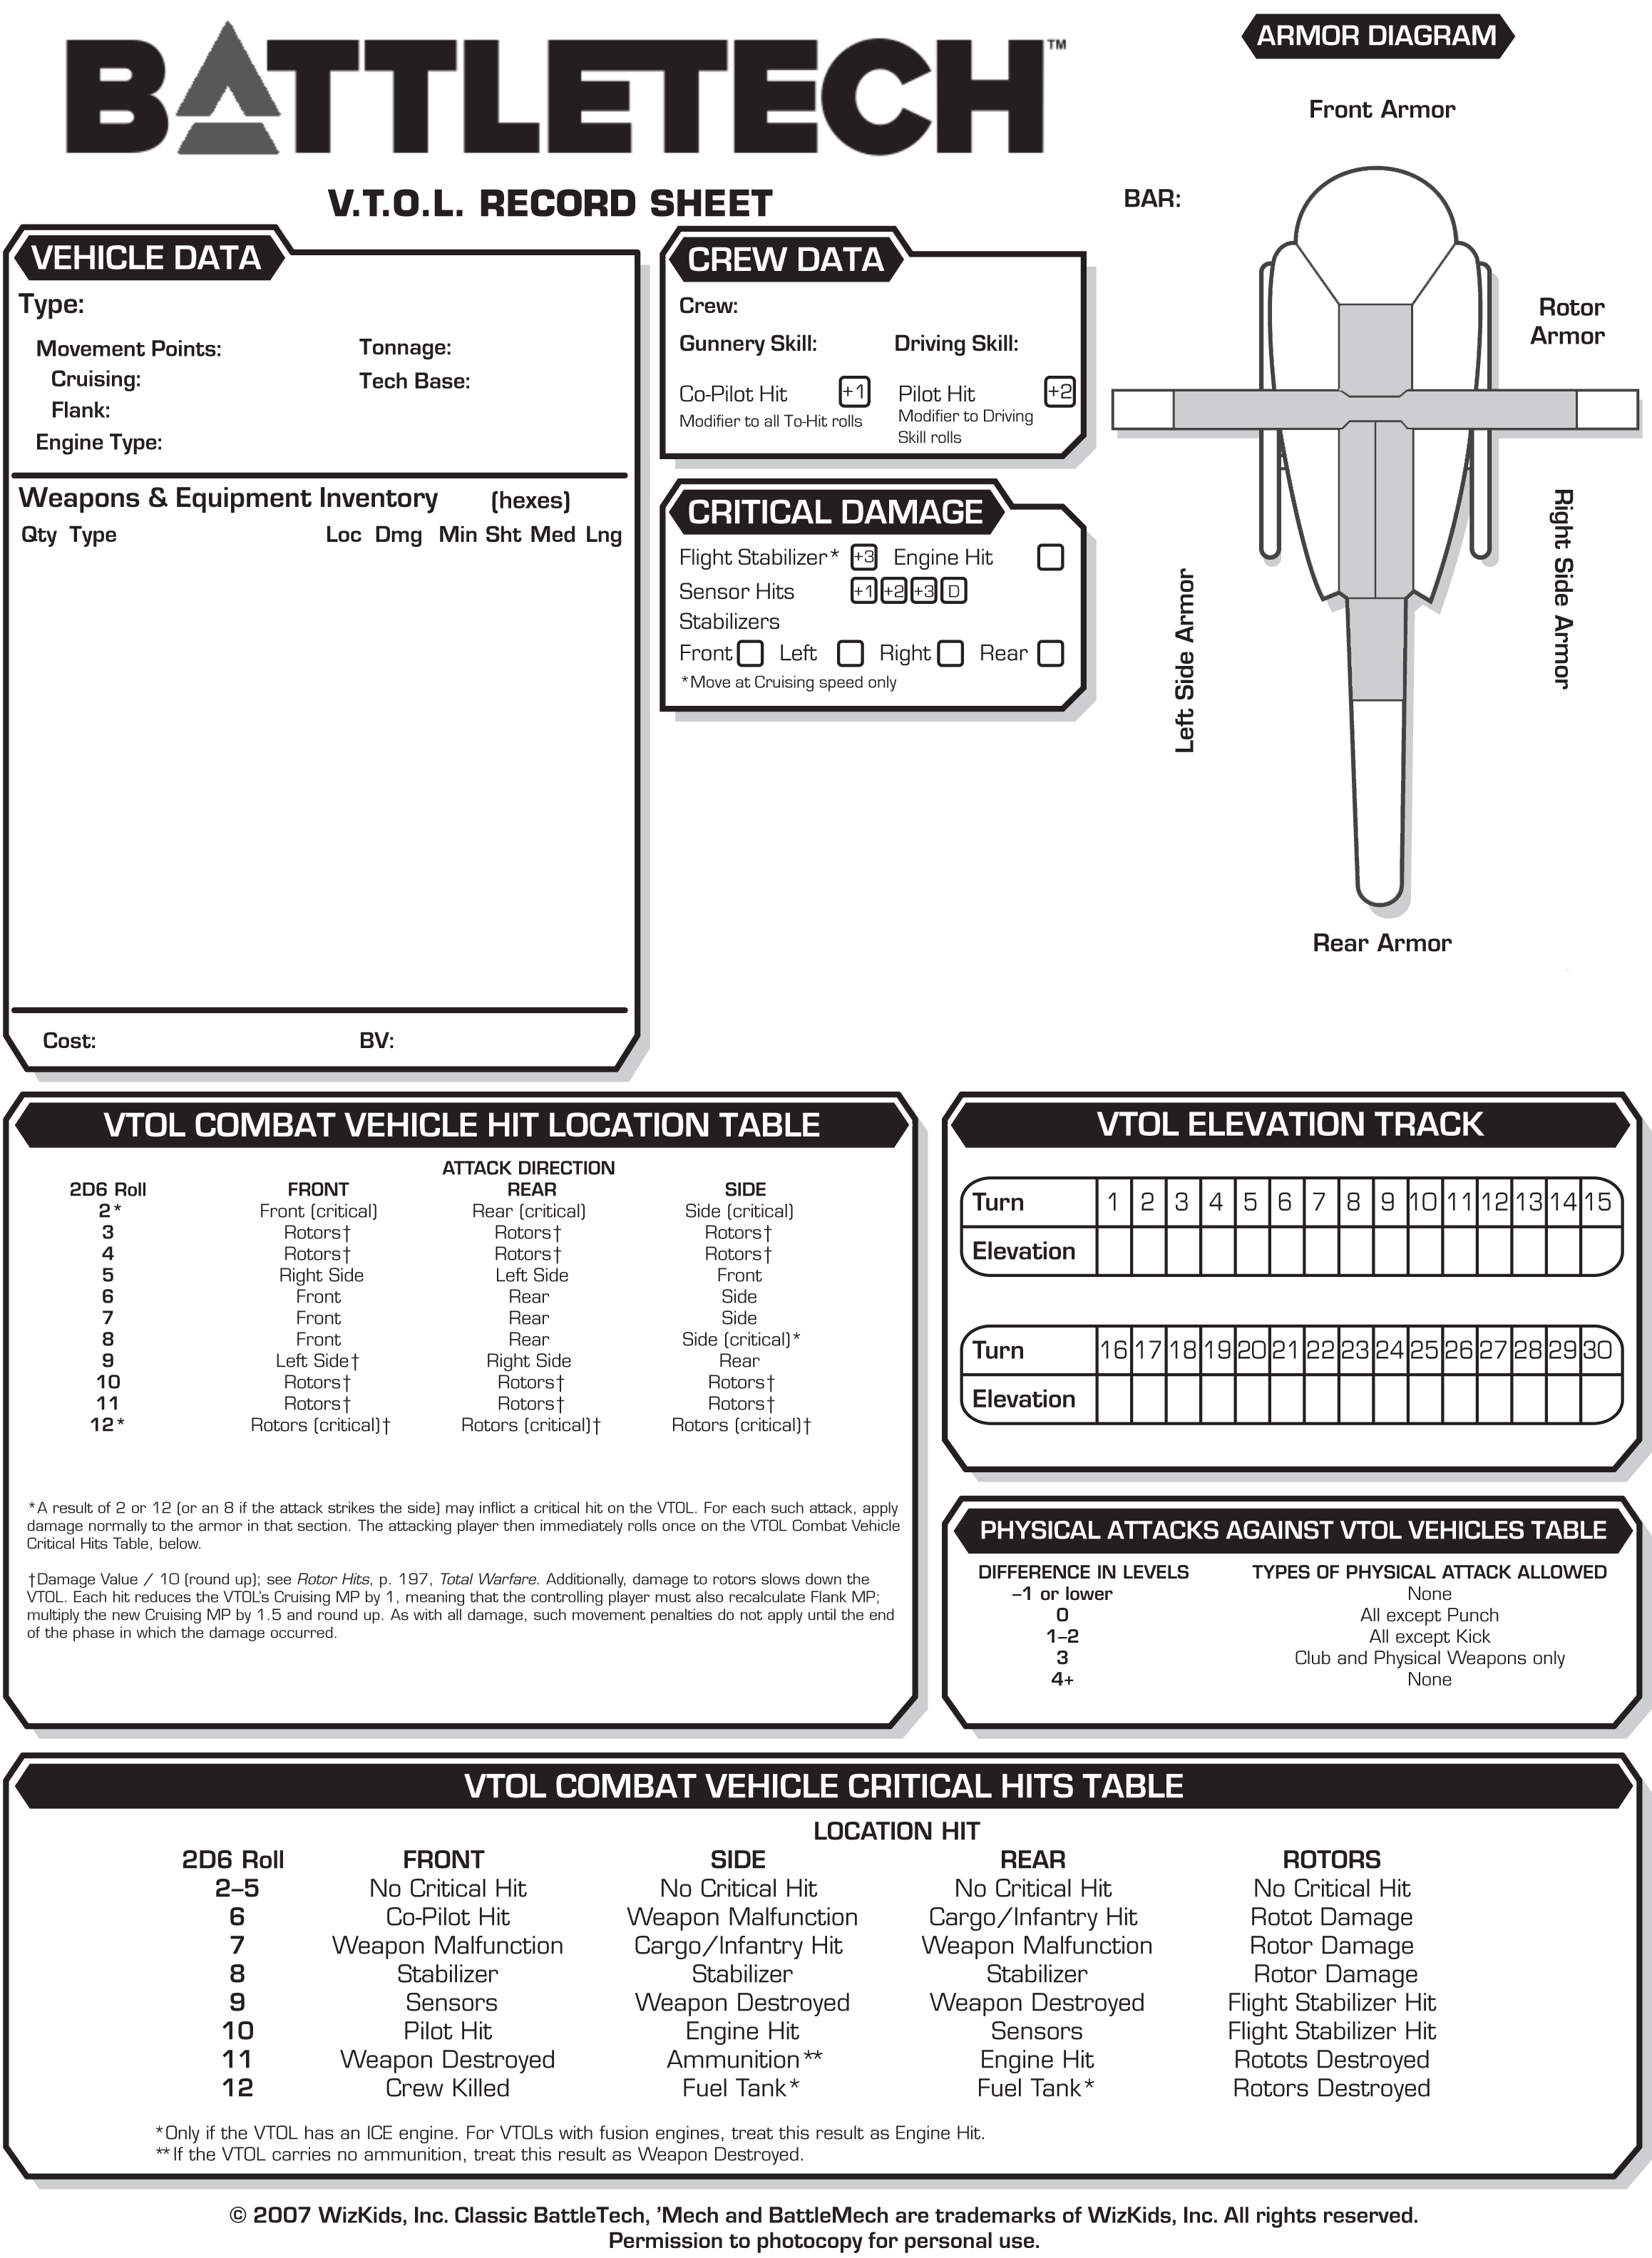 BATTLETECH™
V.T.O.L. RECORD SHEET
VEHICLE DATA
Type:
Movement Points: Tonnage:
Cruising: Tech Base:
Flank:
Engine Type:
Weapons & Equipment Inventory (hexes)
Qty Type Loc Dmg Min Sht Med Lng
Cost: BV:
CREW DATA
Crew:
Gunnery Skill: Driving Skill:
Co-Pilot Hit +1 Pilot Hit +2
Modifier to all To-Hit rolls Modifier to Driving
Skill rolls
CRITICAL DAMAGE
Flight Stabilizer* +3 Engine Hit
Sensor Hits +1 +2 +3 D
Stabilizers
Front Left Right Rear
*Move at Cruising speed only
ARMOR DIAGRAM
Front Armor
BAR:
Rotor
Armor
Left Side Armor
Right Side Armor
Rear Armor
VTOL COMBAT VEHICLE HIT LOCATION TABLE
ATTACK DIRECTION
2D6 Roll FRONT REAR SIDE
2* Front (critical) Rear (critical) Side (critical)
3 Rotors† Rotors† Rotors†
4 Rotors† Rotors† Rotors†
5 Right Side Left Side Front
6 Front Rear Side
7 Front Rear Side
8 Front Rear Side (critical)*
9 Left Side† Right Side Rear
10 Rotors† Rotors† Rotors†
11 Rotors† Rotors† Rotors†
12* Rotors (critical)† Rotors (critical)† Rotors (critical)†
*A result of 2 or 12 (or an 8 if the attack strikes the side) may inflict a critical hit on the VTOL. For each such attack, apply
damage normally to the armor in that section. The attacking player then immediately rolls once on the VTOL Combat Vehicle
Critical Hits Table, below.
†Damage Value / 10 (round up); see Rotor Hits, p. 197, Total Warfare. Additionally, damage to rotors slows down the
VTOL. Each hit reduces the VTOL's Cruising MP by 1, meaning that the controlling player must also recalculate Flank MP;
multiply the new Cruising MP by 1.5 and round up. As with all damage, such movement penalties do not apply until the end
of the phase in which the damage occurred.
VTOL ELEVATION TRACK
Turn 1 2 3 4 5 6 7 8 9 10 11 12 13 14 15
Elevation
Turn 16 17 18 19 20 21 22 23 24 25 26 27 28 29 30
Elevation
PHYSICAL ATTACKS AGAINST VTOL VEHICLES TABLE
DIFFERENCE IN LEVELS TYPES OF PHYSICAL ATTACK ALLOWED
–1 or lower None
0 All except Punch
1–2 All except Kick
3 Club and Physical Weapons only
4+ None
VTOL COMBAT VEHICLE CRITICAL HITS TABLE
LOCATION HIT
2D6 Roll FRONT SIDE REAR ROTORS
2–5 No Critical Hit No Critical Hit No Critical Hit No Critical Hit
6 Co-Pilot Hit Weapon Malfunction Cargo/Infantry Hit Rotot Damage
7 Weapon Malfunction Cargo/Infantry Hit Weapon Malfunction Rotor Damage
8 Stabilizer Stabilizer Stabilizer Rotor Damage
9 Sensors Weapon Destroyed Weapon Destroyed Flight Stabilizer Hit
10 Pilot Hit Engine Hit Sensors Flight Stabilizer Hit
11 Weapon Destroyed Ammunition** Engine Hit Rotots Destroyed
12 Crew Killed Fuel Tank* Fuel Tank* Rotors Destroyed
*Only if the VTOL has an ICE engine. For VTOLs with fusion engines, treat this result as Engine Hit.
**If the VTOL carries no ammunition, treat this result as Weapon Destroyed.
© 2007 WizKids, Inc. Classic BattleTech, 'Mech and BattleMech are trademarks of WizKids, Inc. All rights reserved.
Permission to photocopy for personal use.